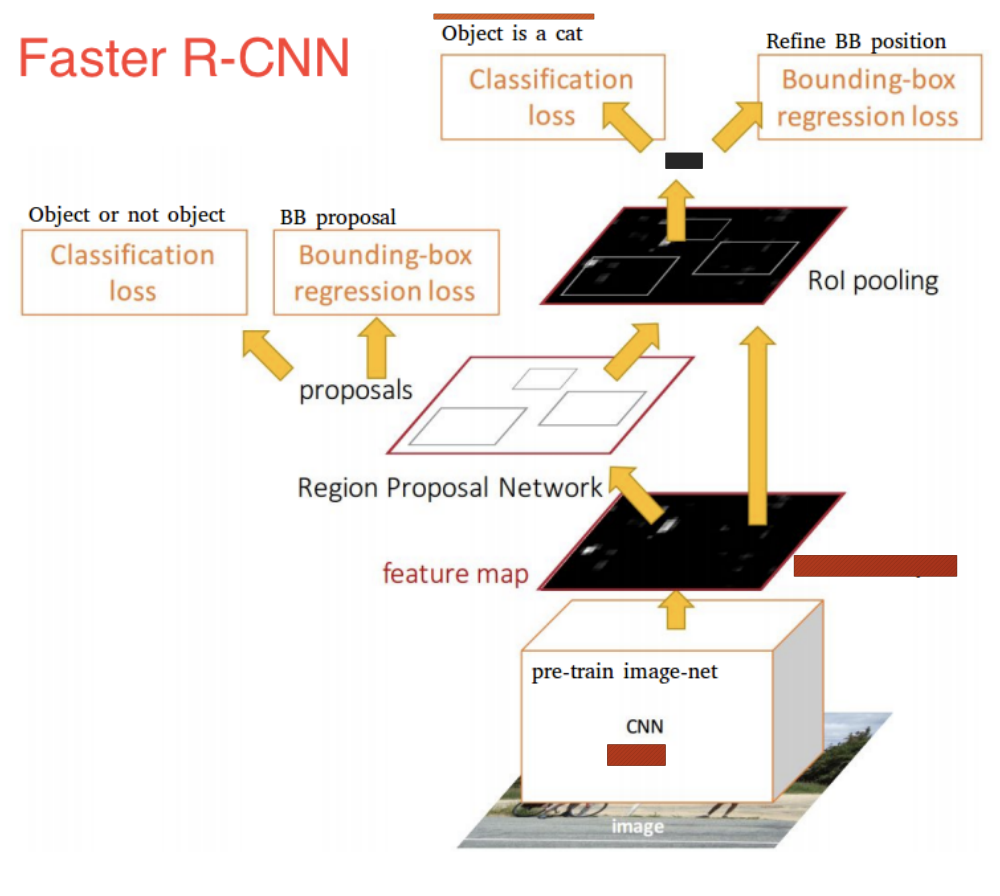 Faster R-CNN
Object is a cat
Classification
loss
Refine BB position
Bounding-box
regression loss
Object or not object
Classification
loss
BB proposal
Bounding-box
regression loss
RoI pooling
proposals
Region Proposal Network
feature map
pre-train image-net
CNN
image